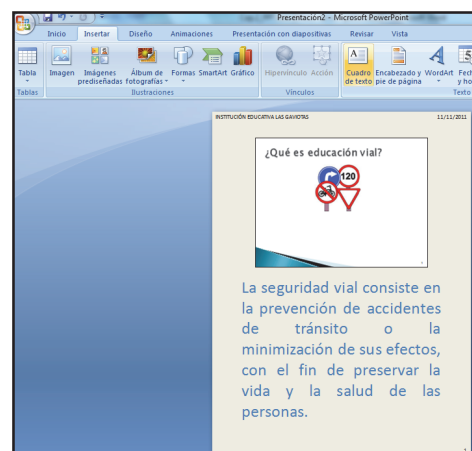 Presentación2 - Microsoft PowerPoint
Inicio Insertar Diseño Animaciones Presentación con diapositivas Revisar Vista
Tabla Imagen Imágenes prediseñadas Álbum de fotografías Formas SmartArt Gráfico Hipervínculo Acción Cuadro de texto Encabezado y pie de página WordArt Fech y ho
Tablas Ilustraciones Vínculos Texto
INSTITUCIÓN EDUCATIVA LAS GAVIOTAS 11/11/2011
¿Qué es educación vial?
120
La seguridad vial consiste en
la prevención de accidentes
de tránsito o la
minimización de sus efectos,
con el fin de preservar la
vida y la salud de las
personas.